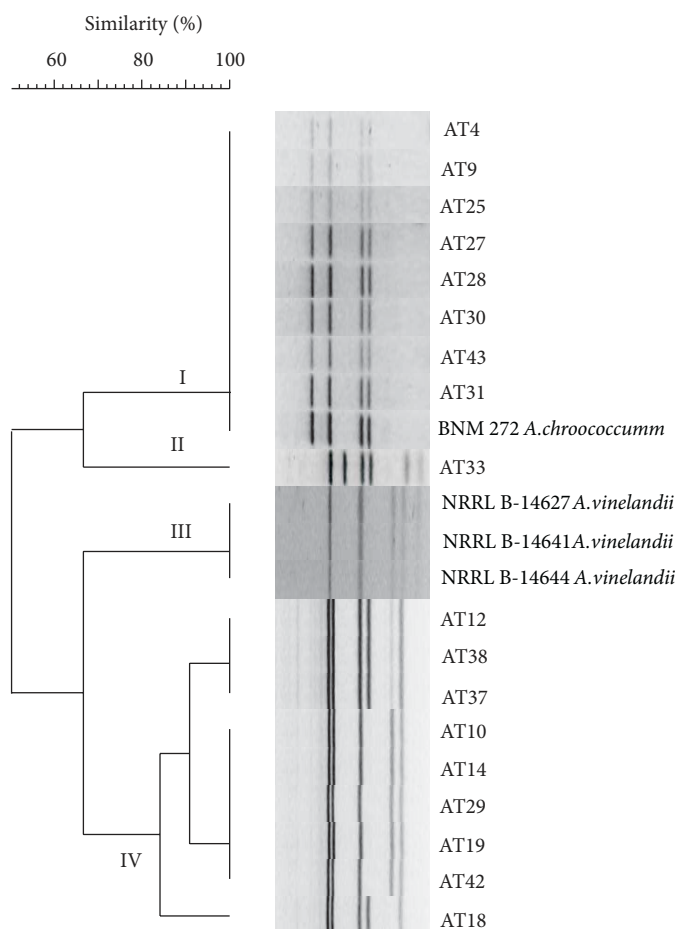 Similarity (%)
60 80 100
AT4
AT9
AT25
AT27
AT28
AT30
AT43
I
AT31
BNM 272 A.chroococcumm
II
AT33
NRRL B-14627 A.vinelandii
III
NRRL B-14641A.vinelandii
NRRL B-14644 A.vinelandii
AT12
AT38
AT37
AT10
AT14
AT29
AT19
IV
AT42
AT18